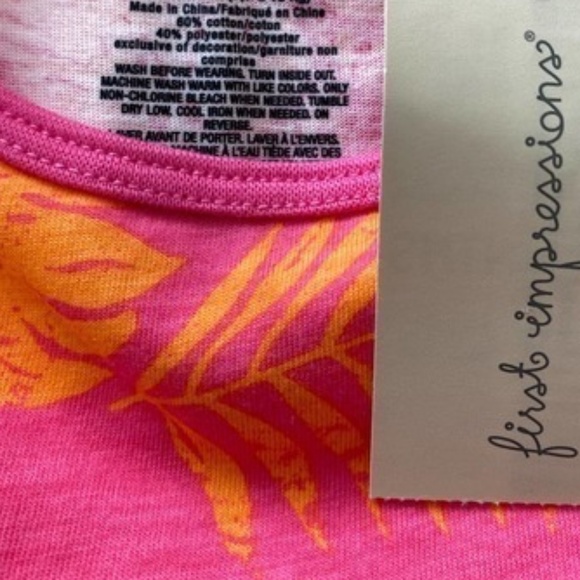 Made in China/Fabriqué en Chine
60% cotton/coton
40% polyester/polyester
exclusive of decoration/garniture non
comprise
WASH BEFORE WEARING, TURN INSIDE OUT,
MACHINE WASH WARM WITH LIKE COLORS, ONLY
NON-CHLORINE BLEACH WHEN NEEDED, TUMBLE
DRY LOW, COOL IRON WHEN NEEDED, ON
REVERSE.
LAVER AVANT DE PORTER, LAVER À L'ENVERS,
MACHINE À L'EAU TIÈDE AVEC DES
first impressions®